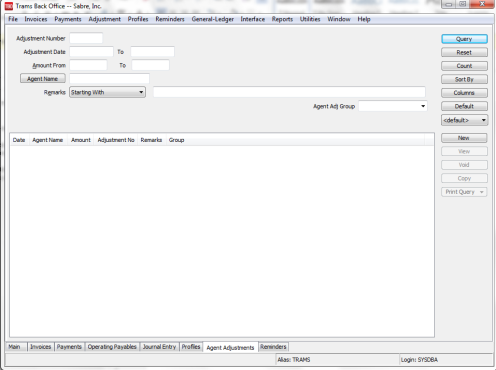 Trams Back Office -- Sabre, Inc.
File Invoices Payments Adjustment Profiles Reminders General-Ledger Interface Reports Utilities Window Help
Adjustment Number
Query
Adjustment Date To
Reset
Amount From To
Count
Agent Name
Sort By
Remarks Starting With
Columns
Agent Adj Group
Default
<default>
Date Agent Name Amount Adjustment No Remarks Group
New
View
Void
Copy
Print Query
Main Invoices Payments Operating Payables Journal Entry Profiles Agent Adjustments Reminders
Alias: TRAMS Login: SYSDBA